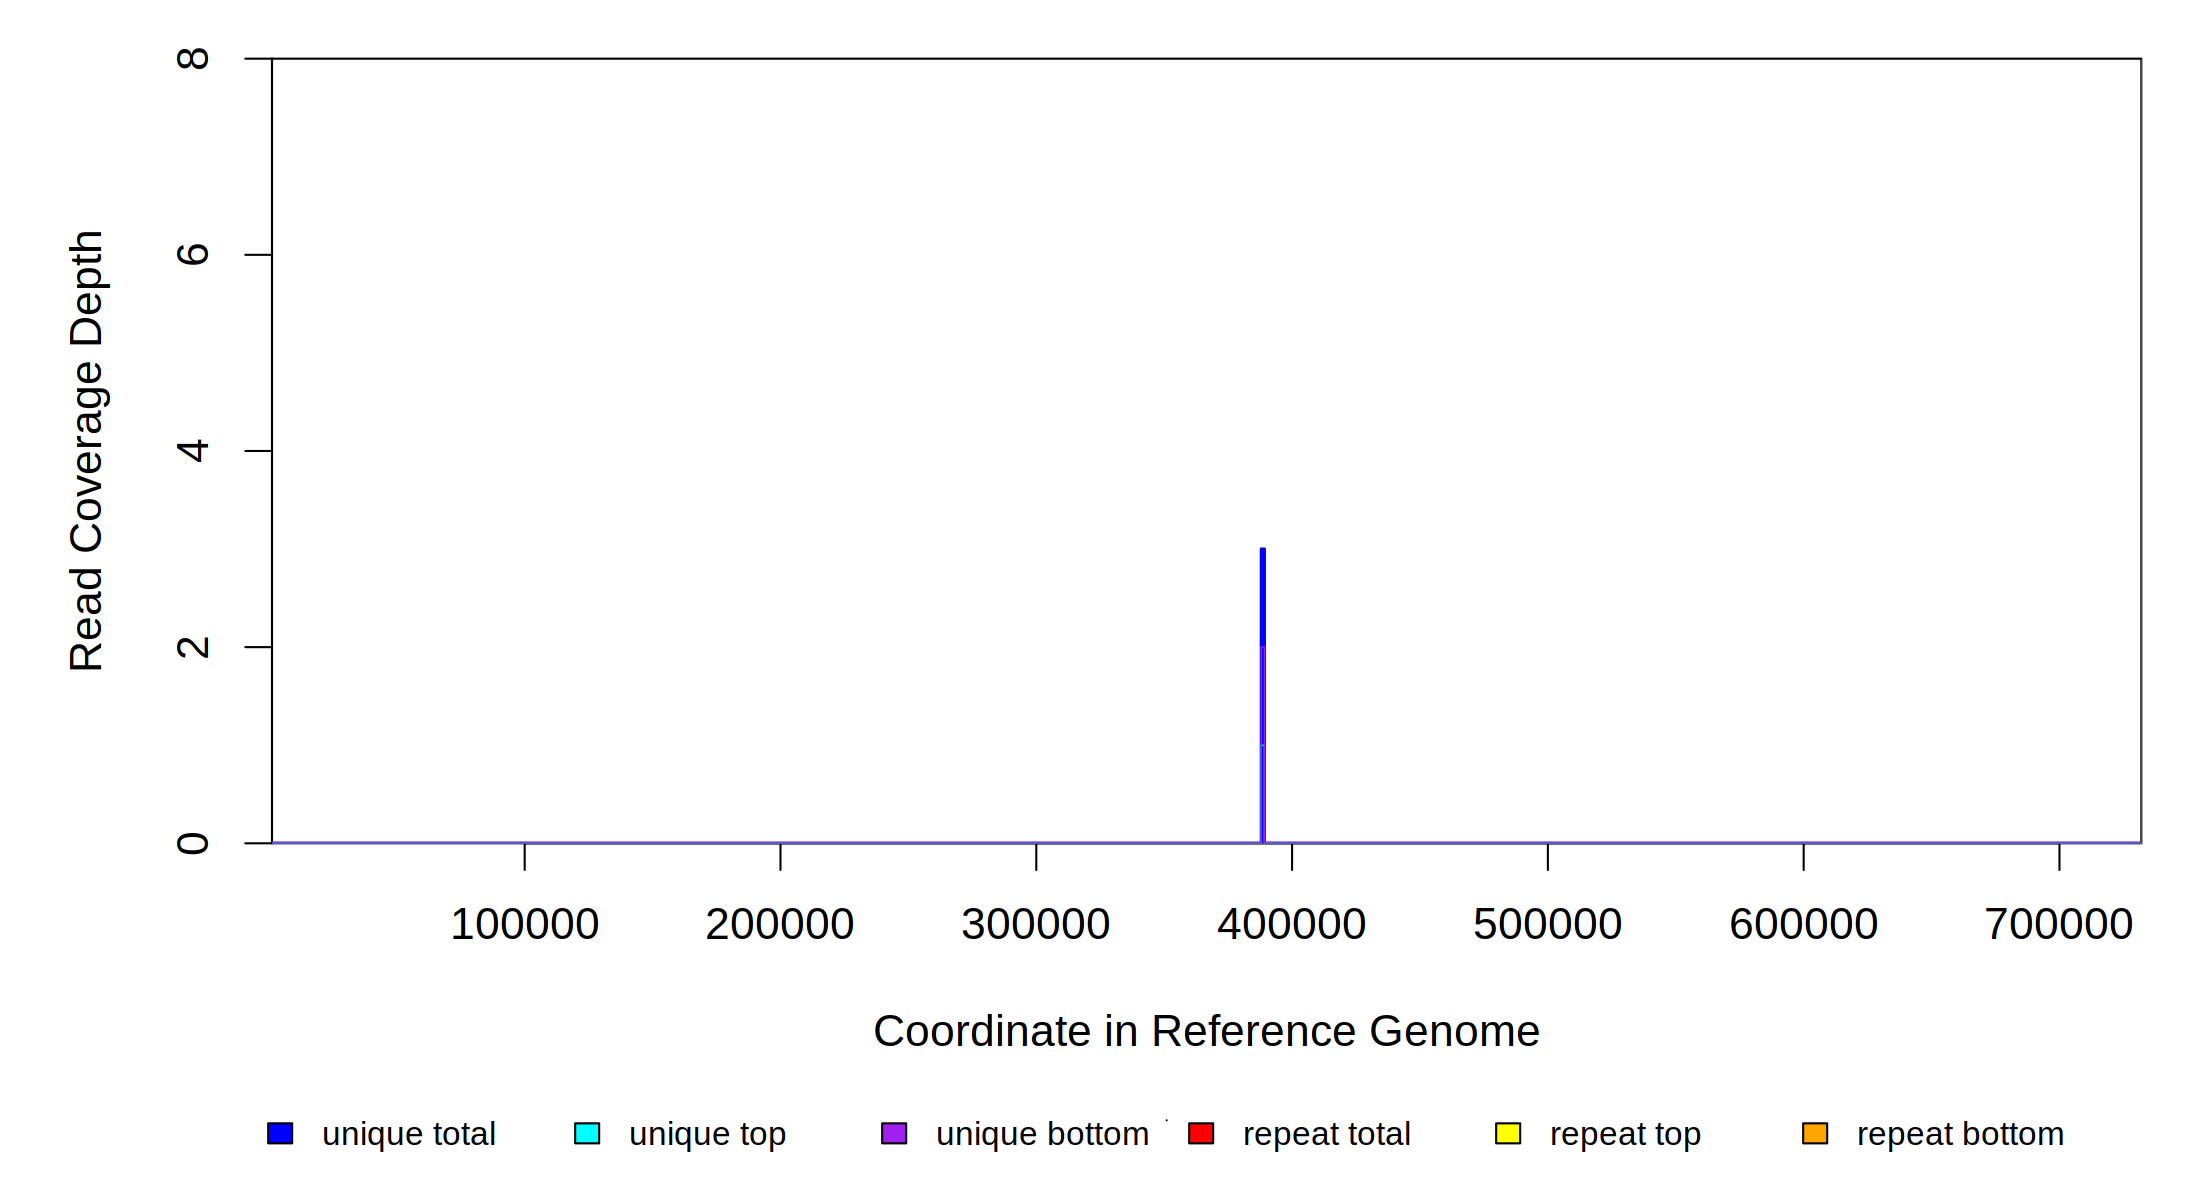 8
6
4
2
0
Read Coverage Depth
100000 200000 300000 400000 500000 600000 700000
Coordinate in Reference Genome
unique total unique top unique bottom repeat total repeat top repeat bottom